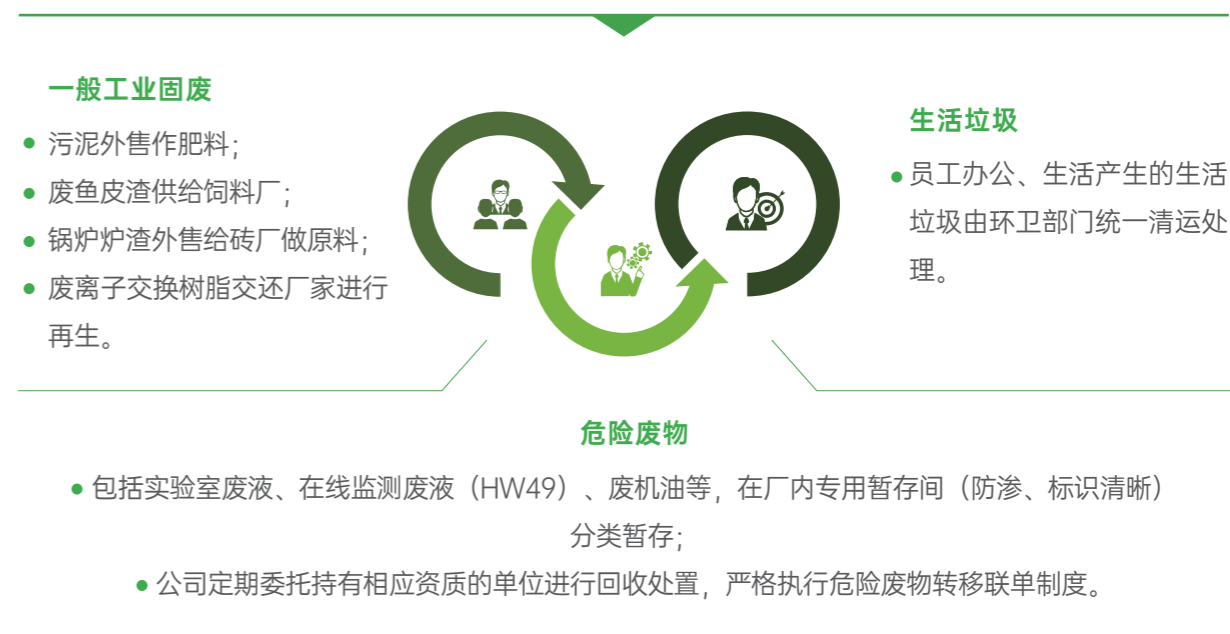 一般工业固废
污泥外售作肥料；
废鱼皮渣供给饲料厂；
锅炉炉渣外售给砖厂做原料；
废离子交换树脂交还厂家进行
再生。
生活垃圾
员工办公、生活产生的生活
垃圾由环卫部门统一清运处
理。
危险废物
包括实验室废液、在线监测废液（HW49）、废机油等，在厂内专用暂存间（防渗、标识清晰）
分类暂存；
公司定期委托持有相应资质的单位进行回收处置，严格执行危险废物转移联单制度。